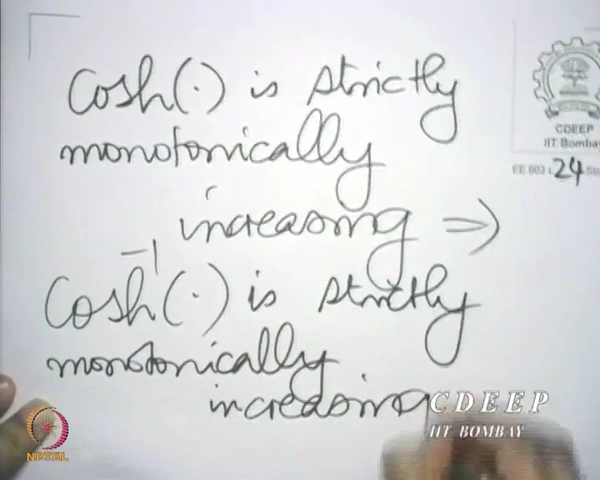 Cosh(·) is strictly
monotonically
increasing ⇒
Cosh⁻¹(·) is strictly
monotonically
increasing
CDEEP
IIT Bombay
EE 603 L 24
CDEEP
IIT BOMBAY
NPTEL